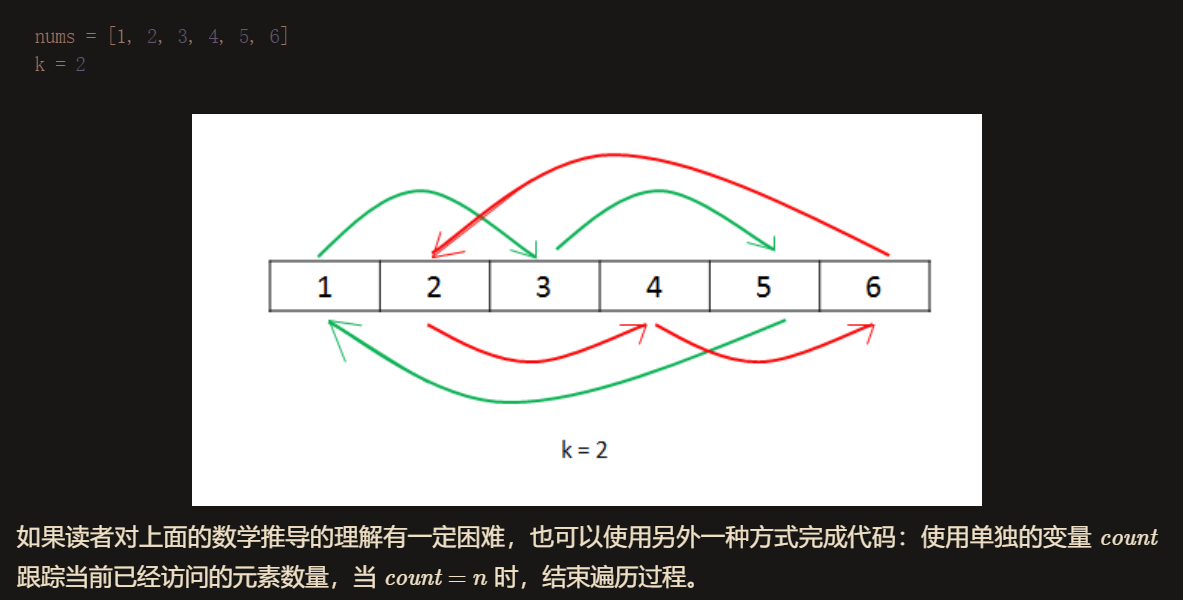 nums = [1, 2, 3, 4, 5, 6]
k = 2
1 2 3 4 5 6
k = 2
如果读者对上面的数学推导的理解有一定困难，也可以使用另外一种方式完成代码：使用单独的变量 count
跟踪当前已经访问的元素数量，当 count = n 时，结束遍历过程。